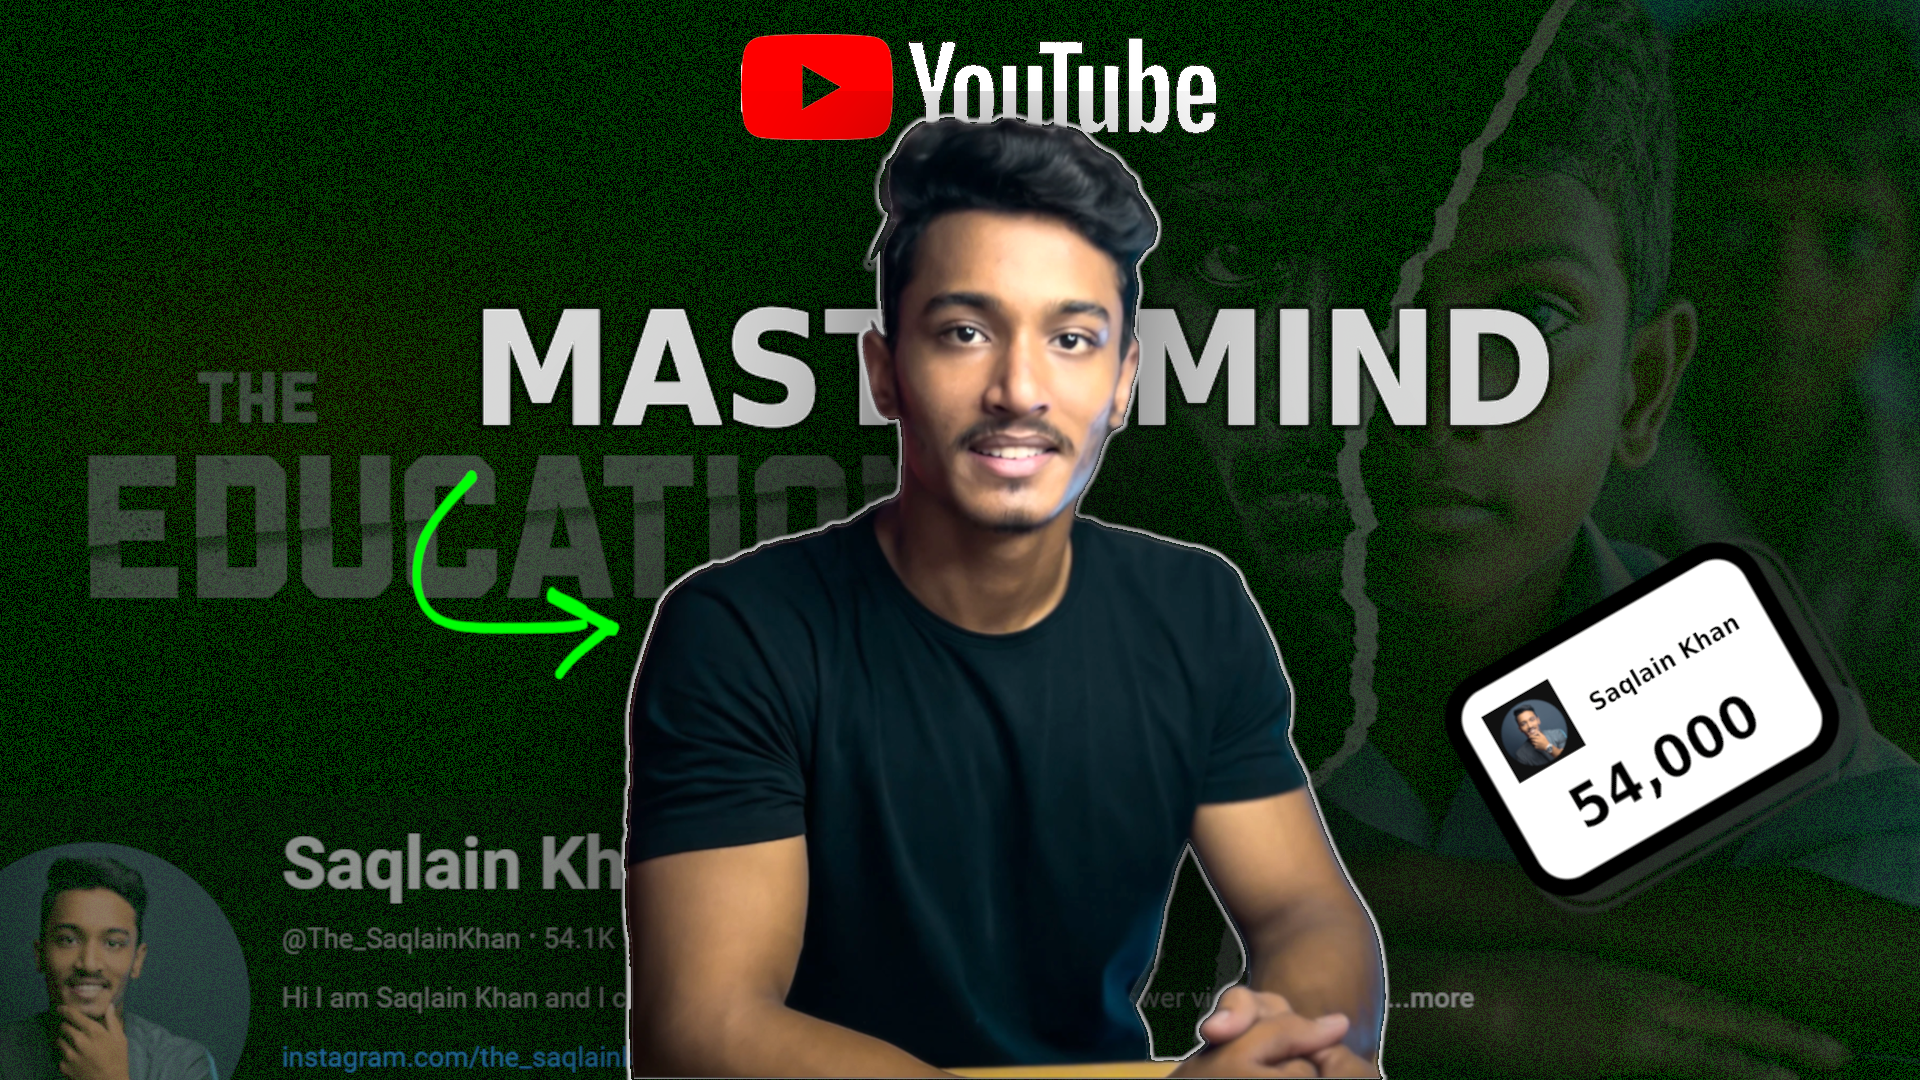 YouTube
MAST MIND
THE
EDUCATION
Saqlain Khan
54,000
Saqlain Kh
@The_SaqlainKhan · 54.1K
Hi I am Saqlain Khan and I c wer vi ...more
instagram.com/the_saqlain